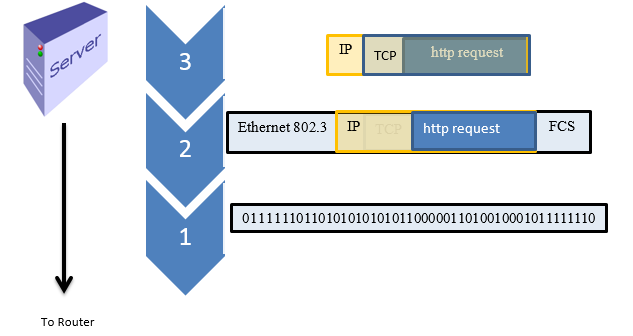 Server
3
IP TCP http request
2
Ethernet 802.3 IP TCP http request FCS
1
01111110110101010101011000001101001000101111110
To Router